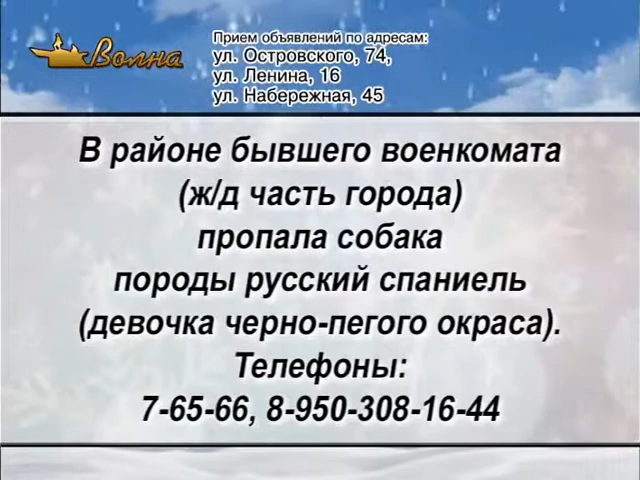 Волна
Прием объявлений по адресам:
ул. Островского, 74,
ул. Ленина, 16
ул. Набережная, 45
В районе бывшего военкомата
(ж/д часть города)
пропала собака
породы русский спаниель
(девочка черно-пегого окраса).
Телефоны:
7-65-66, 8-950-308-16-44